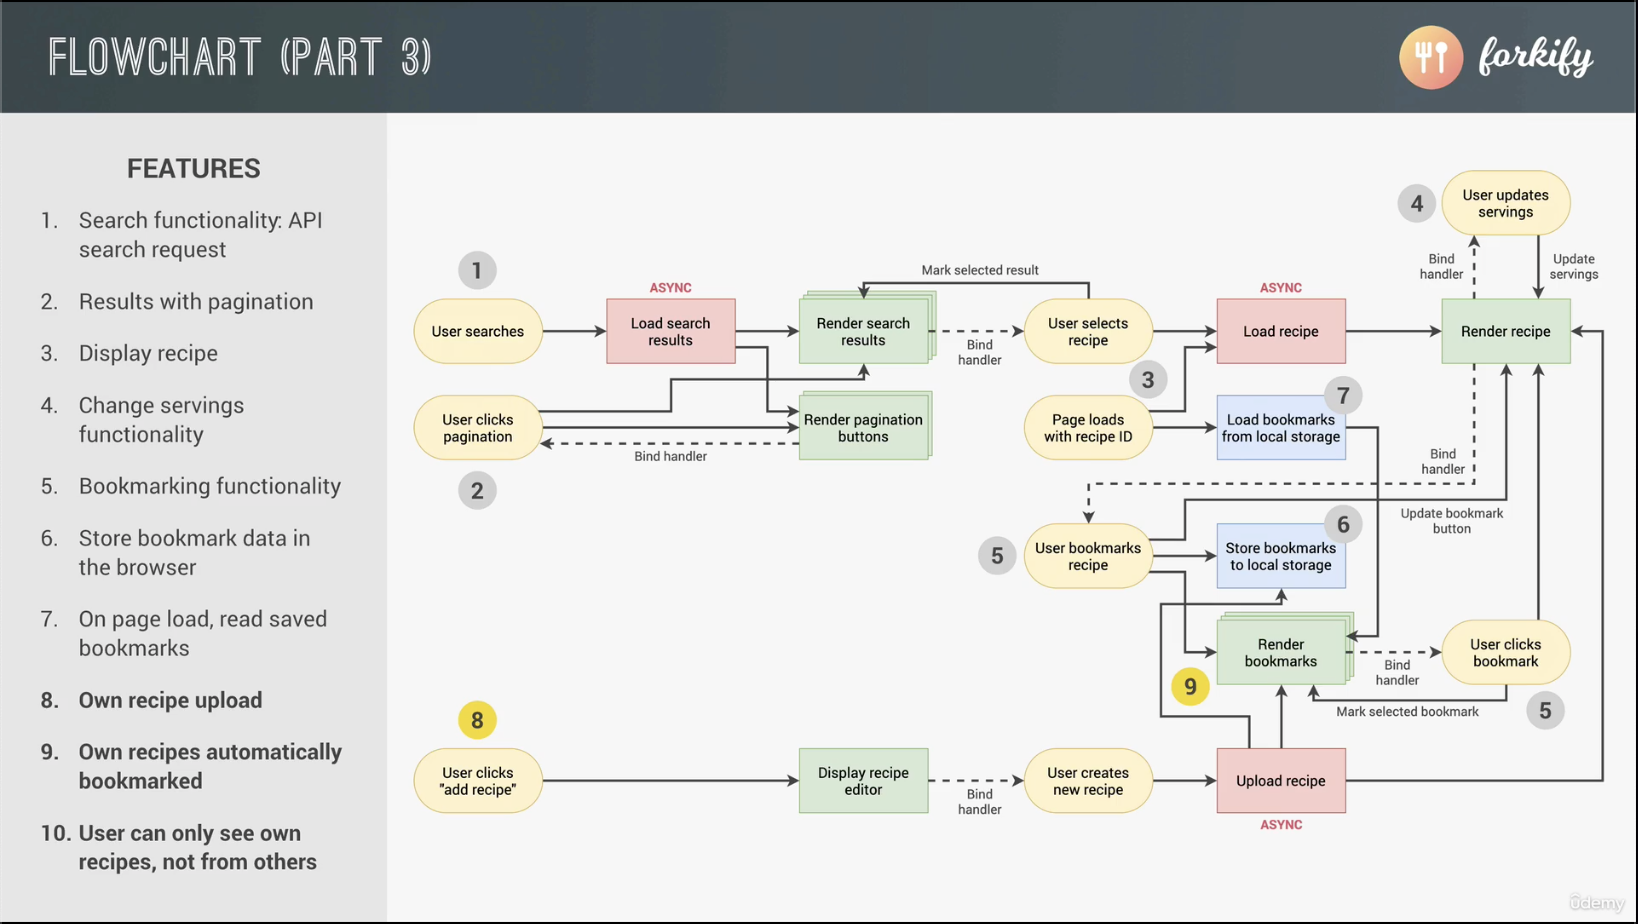 FLOWCHART (PART 3)
forkify
FEATURES
1. Search functionality: API
search request
2. Results with pagination
3. Display recipe
4. Change servings
functionality
5. Bookmarking functionality
6. Store bookmark data in
the browser
7. On page load, read saved
bookmarks
8. Own recipe upload
9. Own recipes automatically
bookmarked
10. User can only see own
recipes, not from others
4
User updates
servings
Bind
handler
Update
servings
1
Mark selected result
ASYNC
ASYNC
User searches
Load search
results
Render search
results
Bind
handler
User selects
recipe
Load recipe
Render recipe
3
7
User clicks
pagination
Render pagination
buttons
Bind handler
2
Page loads
with recipe ID
Load bookmarks
from local storage
Bind
handler
Update bookmark
button
6
5
User bookmarks
recipe
Store bookmarks
to local storage
Render
bookmarks
Bind
handler
User clicks
bookmark
9
Mark selected bookmark
5
8
User clicks
"add recipe"
Display recipe
editor
Bind
handler
User creates
new recipe
Upload recipe
ASYNC
ûdemy